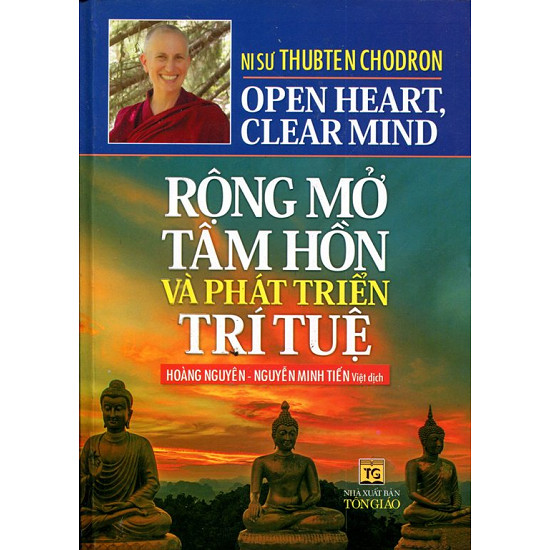 NI SƯ THUBTEN CHODRON
OPEN HEART,
CLEAR MIND
RỘNG MỞ
TÂM HỒN
VÀ PHÁT TRIỂN
TRÍ TUỆ
HOÀNG NGUYÊN - NGUYỄN MINH TIẾN Việt dịch
TG
NHÀ XUẤT BẢN
TÔN GIÁO